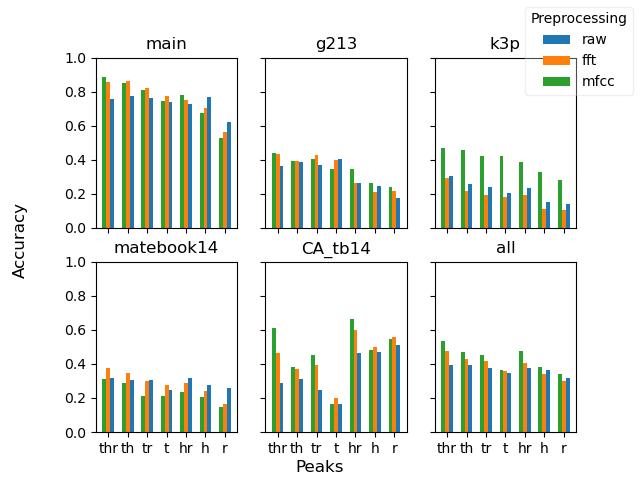 Preprocessing
raw
fft
mfcc
main
g213
k3p
1.0
0.8
0.6
0.4
0.2
0.0
Accuracy
matebook14
CA_tb14
all
1.0
0.8
0.6
0.4
0.2
0.0
thr th tr t hr h r
thr th tr t hr h r
thr th tr t hr h r
Peaks